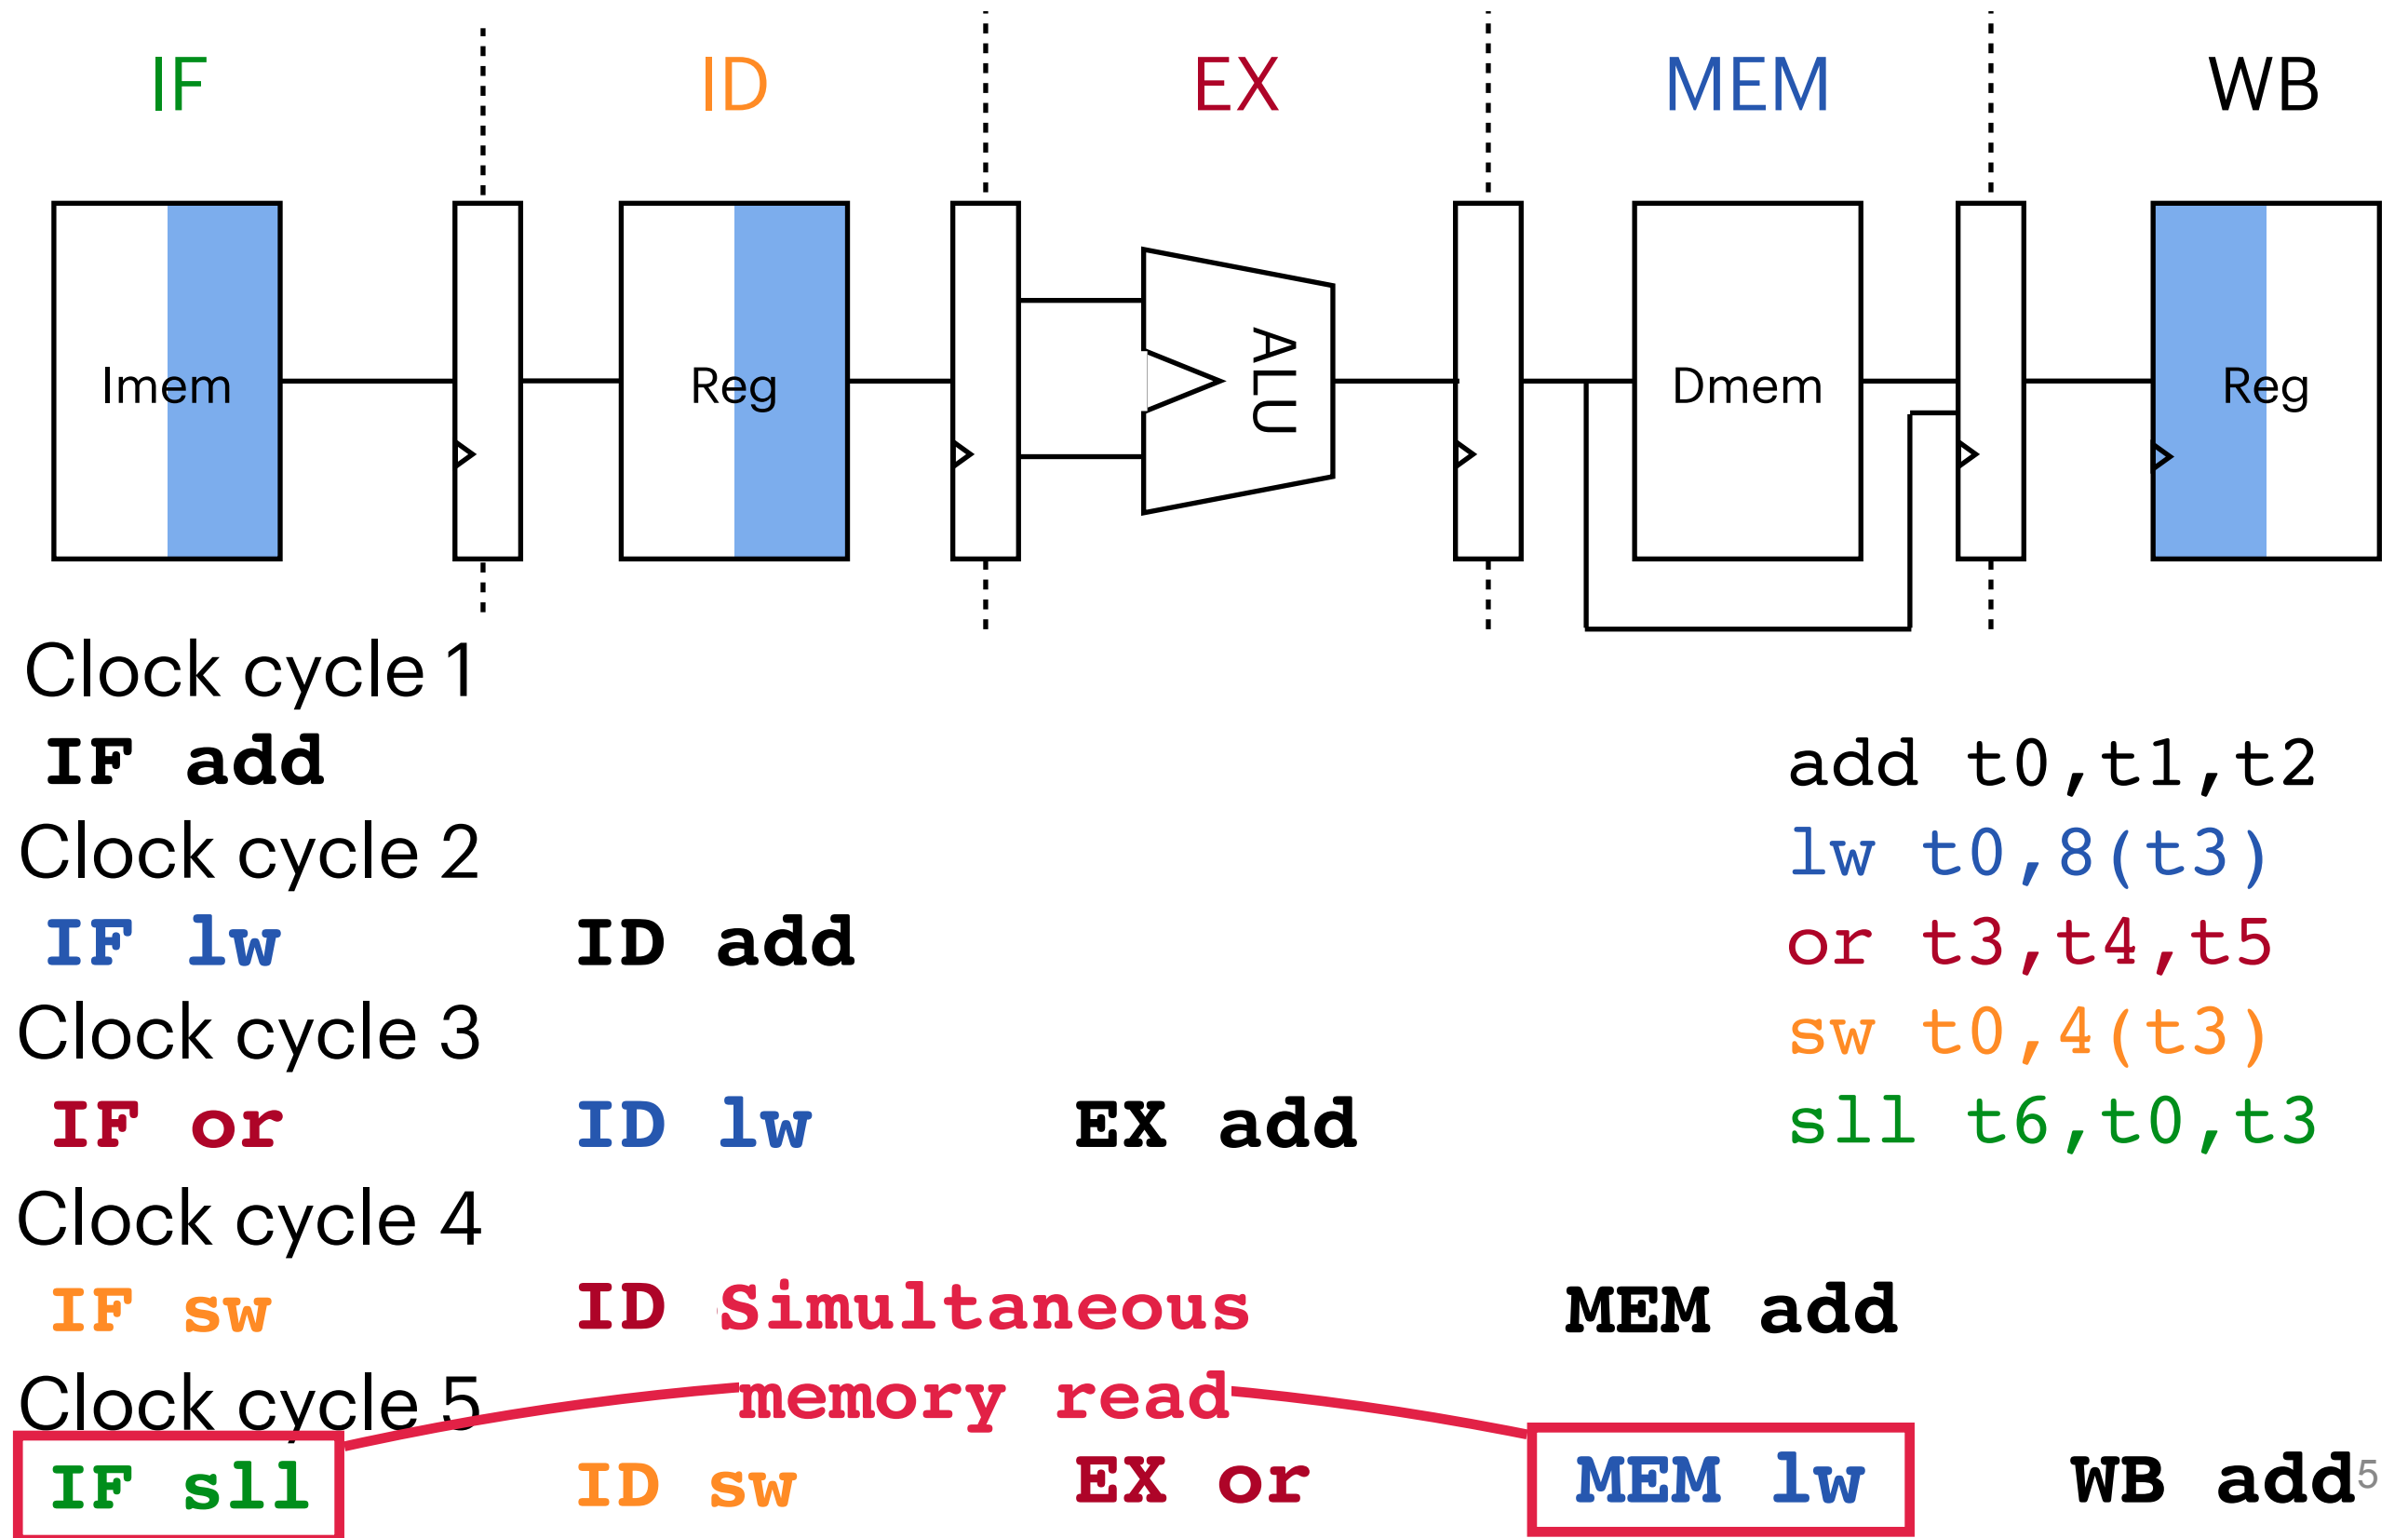 IF ID EX MEM WB
Imem Reg ALU Dmem Reg
Clock cycle 1
IF add
add t0,t1,t2
Clock cycle 2
lw t0,8(t3)
IF lw ID add
or t3,t4,t5
Clock cycle 3
sw t0,4(t3)
IF or ID lw EX add
sll t6,t0,t3
Clock cycle 4
IF sw ID Simultaneous MEM add
Clock cycle 5
memory read
IF sll ID sw EX or MEM lw WB add
5